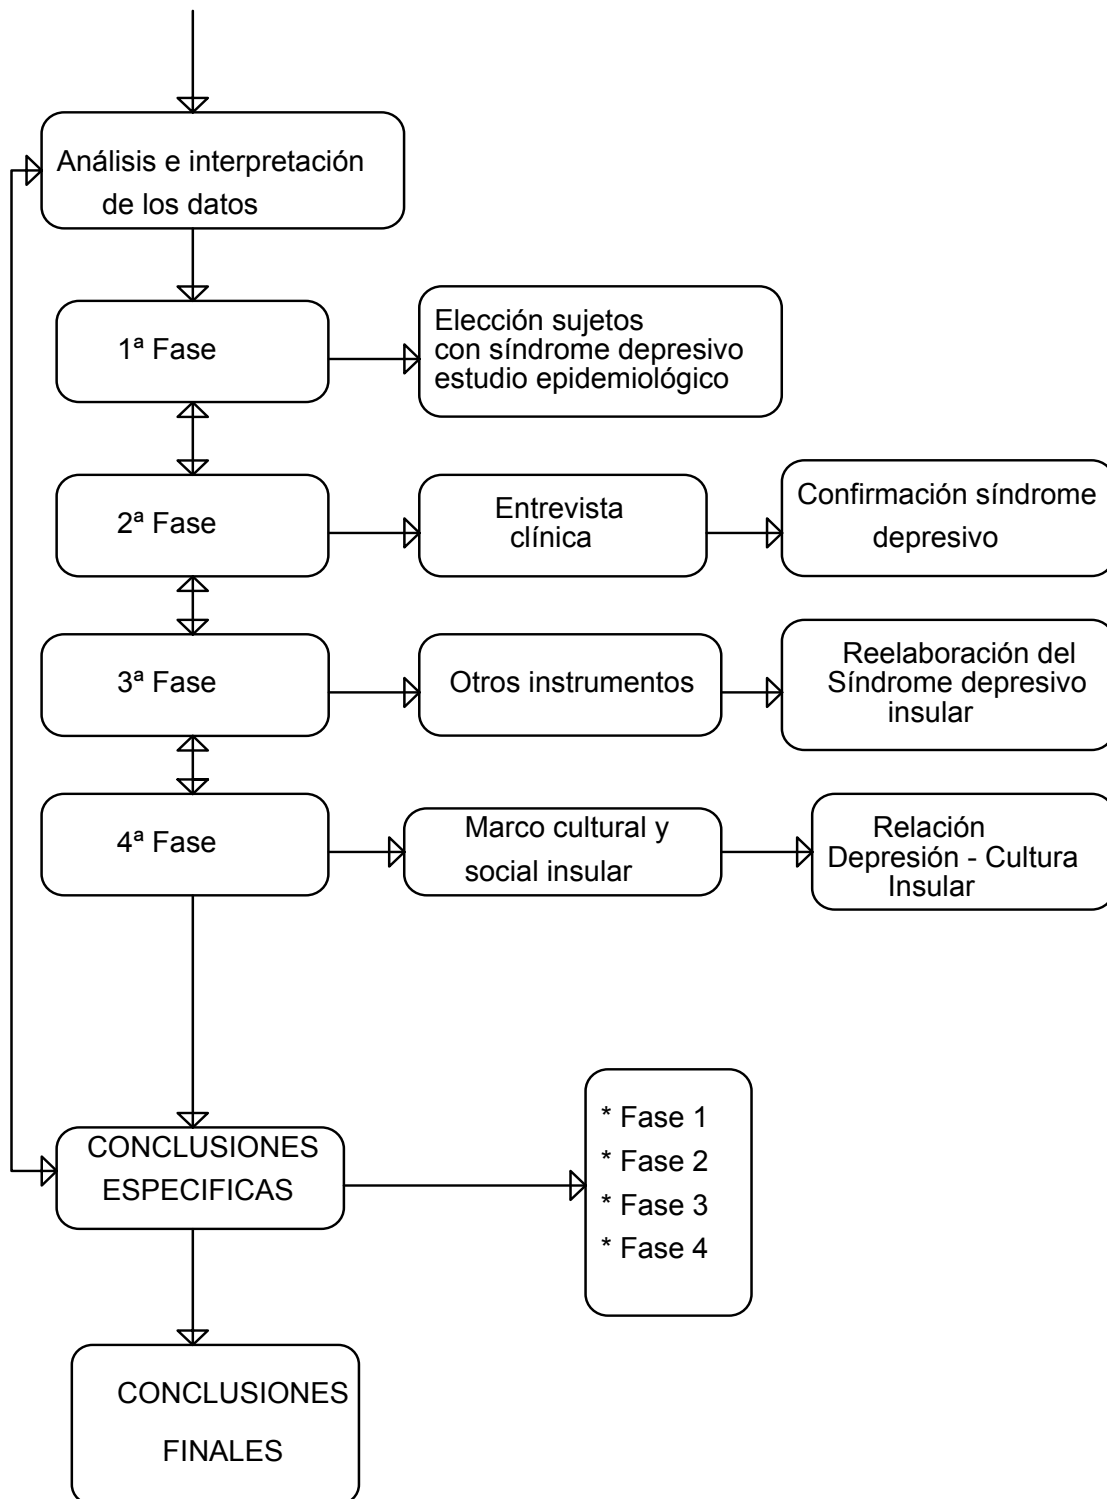 Análisis e interpretación
de los datos
1ª Fase
Elección sujetos
con síndrome depresivo
estudio epidemiológico
2ª Fase
Entrevista
clínica
Confirmación síndrome
depresivo
3ª Fase
Otros instrumentos
Reelaboración del
Síndrome depresivo
insular
4ª Fase
Marco cultural y
social insular
Relación
Depresión - Cultura
Insular
CONCLUSIONES
ESPECIFICAS
* Fase 1
* Fase 2
* Fase 3
* Fase 4
CONCLUSIONES
FINALES